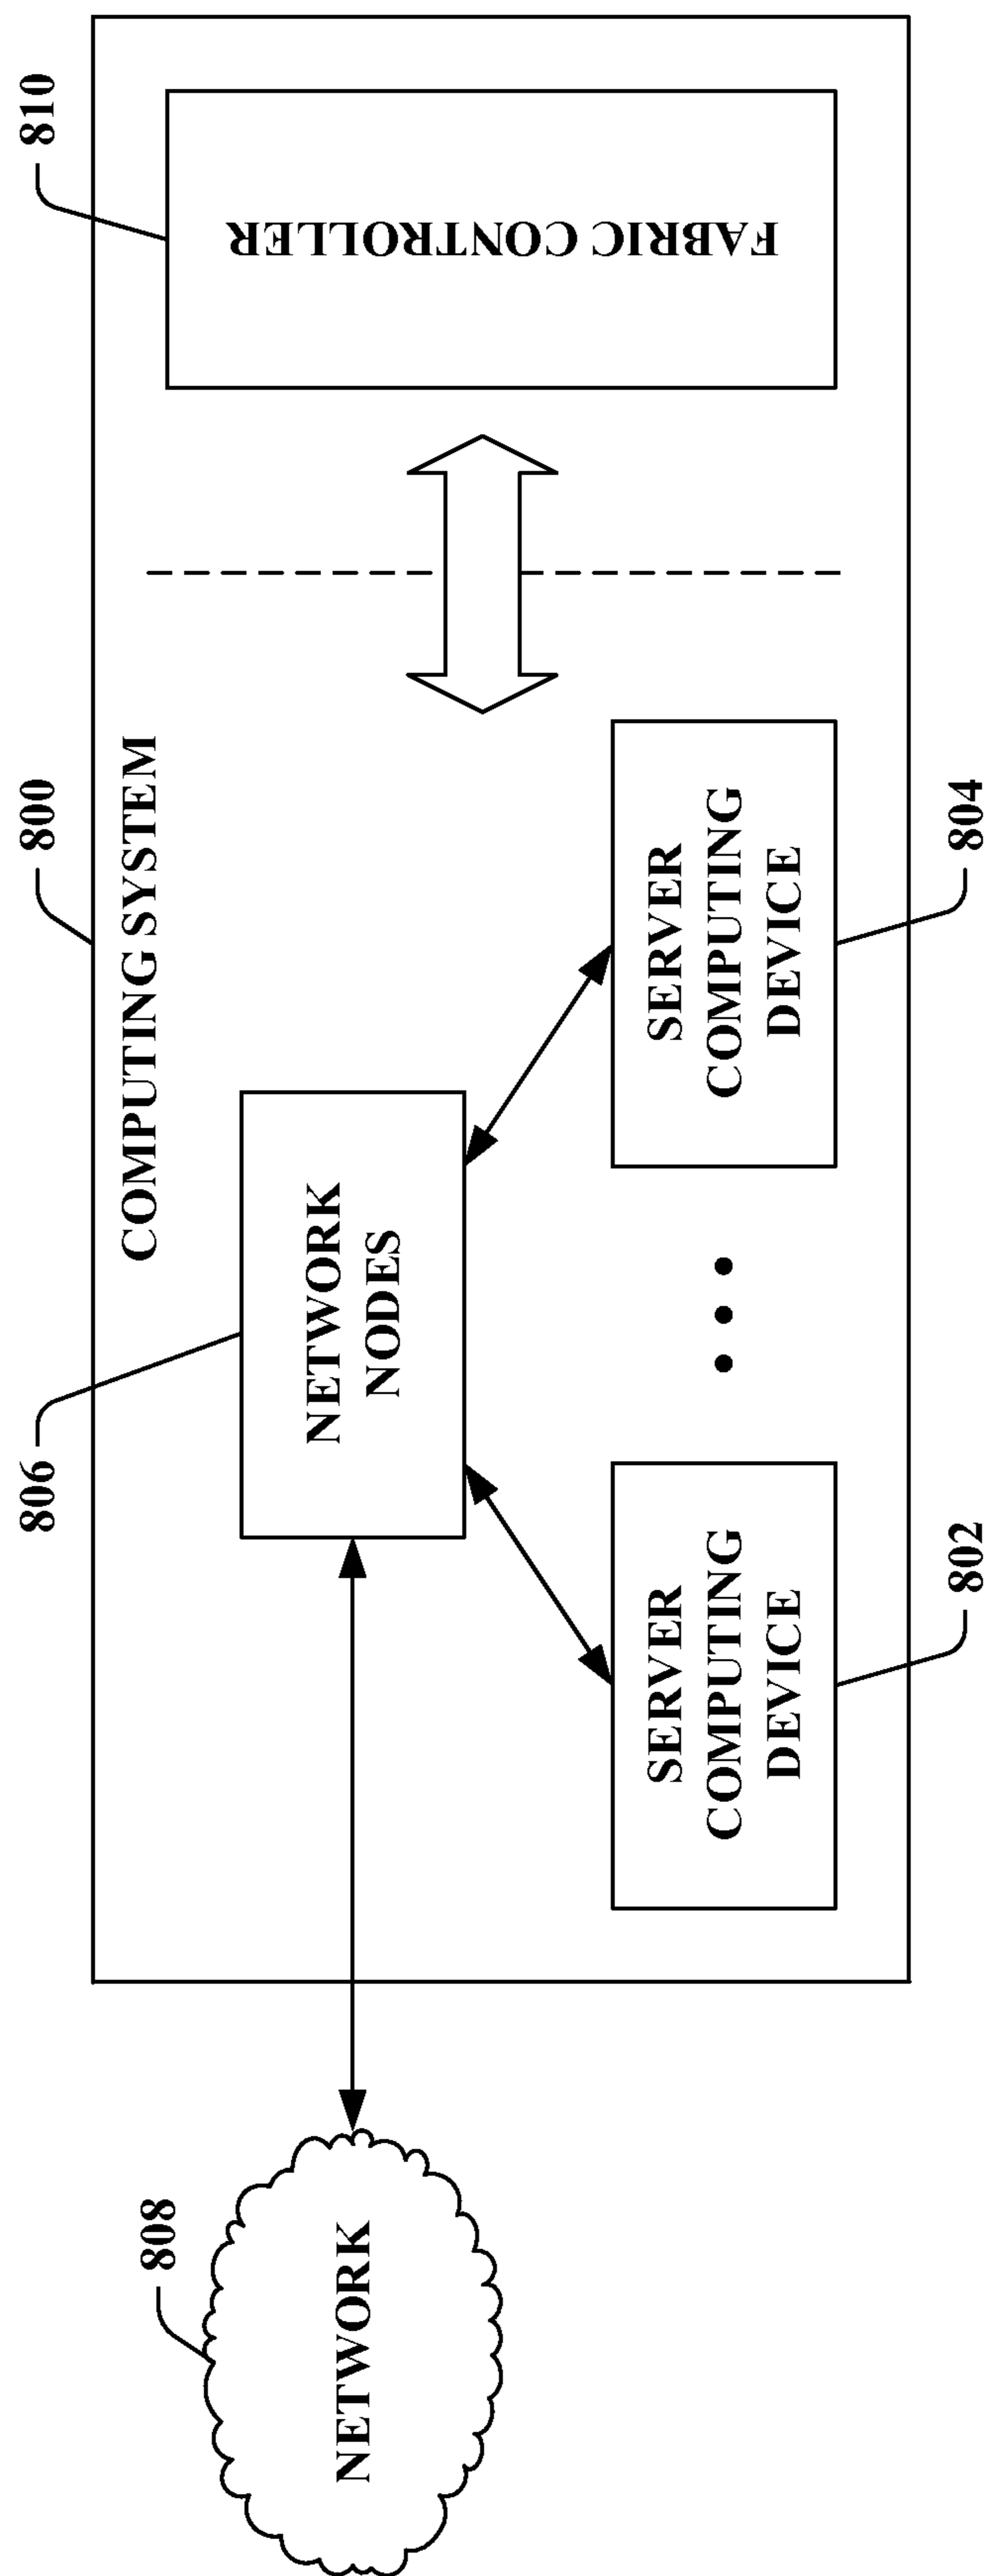 800
COMPUTING SYSTEM
810
FABRIC CONTROLLER
806
NETWORK
NODES
808
NETWORK
SERVER
COMPUTING
DEVICE
802
SERVER
COMPUTING
DEVICE
804